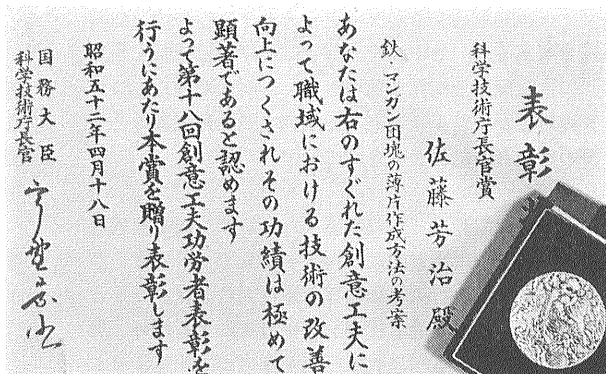 表彰
科学技術庁長官賞
佐藤芳治殿
鉄、マンガン団塊の薄片作成方法の考案
あなたは右のすぐれた創意工夫に
よって職域における技術の改善
向上につくされその功績は極めて
顕著であると認めます
よって第十八回創意工夫功労者表彰を
行うにあたり本賞を贈り表彰します
昭和五十二年四月十八日
国務大臣
科学技術庁長官